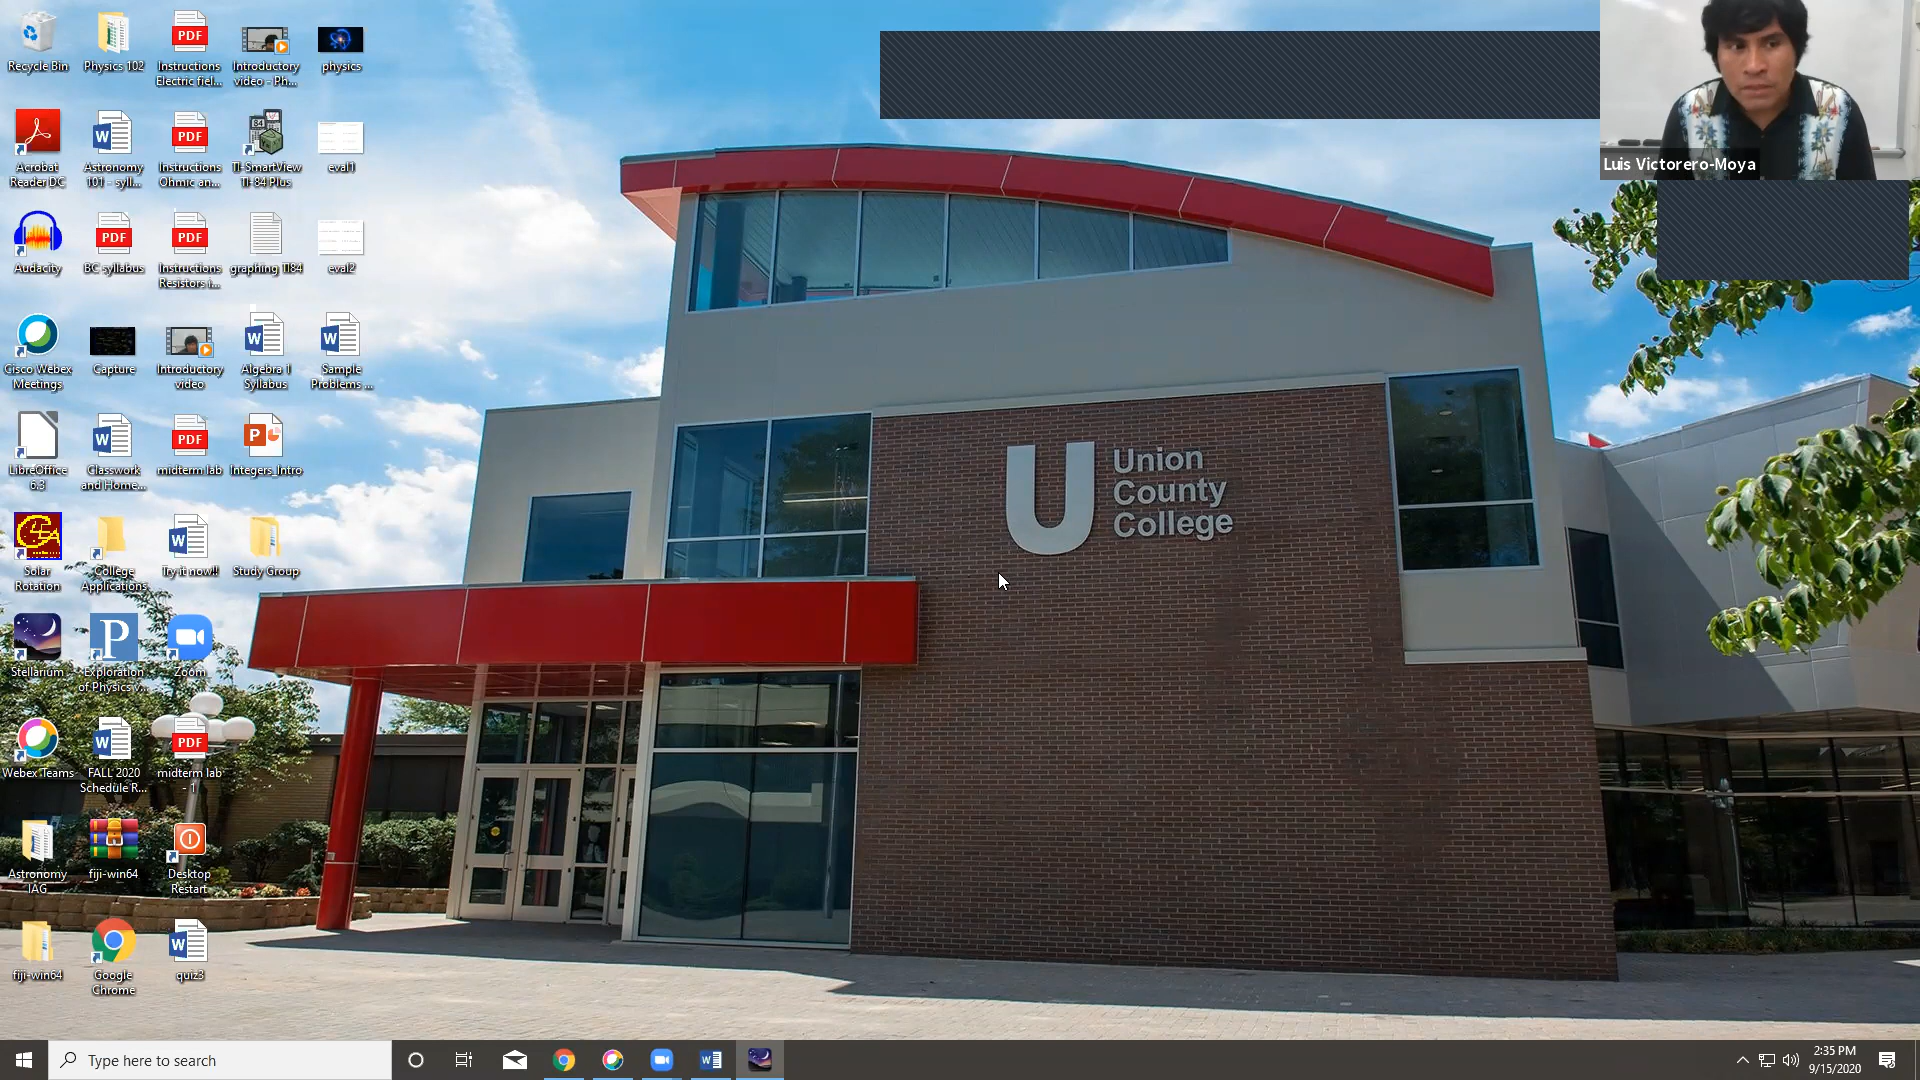 Recycle Bin
Physics 102
Instructions
Electric fiel...
Introductory
video - Ph...
physics
Luis Victorero-Moya
Acrobat
Reader DC
Astronomy
101 - syll...
Instructions
Ohmic an...
TI-SmartView
TI-84 Plus
eval1
Audacity
BC syllabus
Instructions
Resistors i...
graphing TI84
eval2
Cisco Webex
Meetings
Capture
Introductory
video
Algebra 1
Syllabus
Sample
Problems ...
LibreOffice
6.3
Classwork
and Home...
midterm lab
Integers_Intro
U
Union
County
College
Solar
Rotation
College
Applications
Try it now!!
Study Group
Stellarium
Exploration
of Physics v...
Zoom
Webex Teams
FALL 2020
Schedule R...
midterm lab
- 1
Astronomy
IAG
fiji-win64
Desktop
Restart
fiji-win64
Google
Chrome
quiz3
Type here to search
2:35 PM
9/15/2020